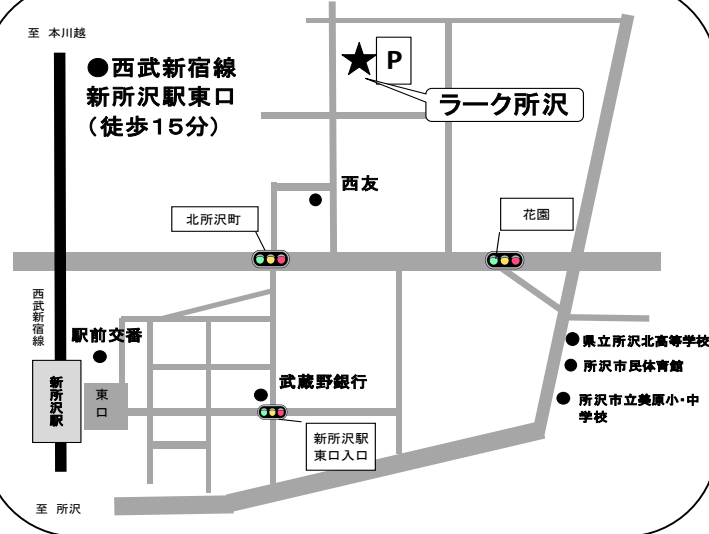 至 本川越
●西武新宿線
新所沢駅東口
（徒歩15分）
P
ラーク所沢
西友
北所沢町
花園
西武新宿線
駅前交番
新所沢駅
東口
武蔵野銀行
新所沢駅
東口入口
県立所沢北高等学校
所沢市民体育館
所沢市立美原小・中
学校
至 所沢